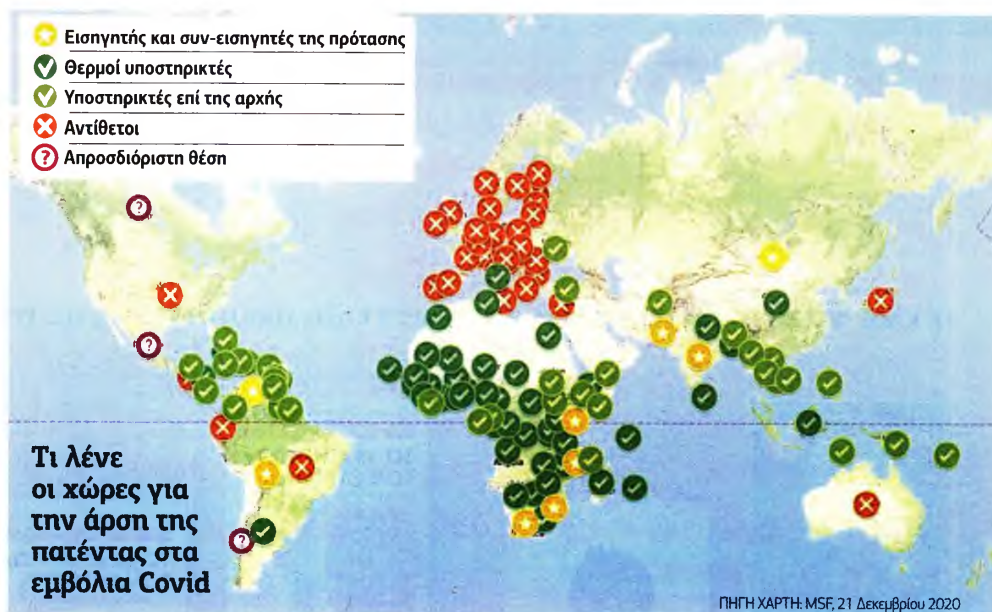 Εισηγητής και συν-εισηγητές της πρότασης
Θερμοί υποστηρικτές
Υποστηρικτές επί της αρχής
Αντίθετοι
Απροσδιόριστη θέση
Τι λένε
οι χώρες για
την άρση της
πατέντας στα
εμβόλια Covid
ΠΗΓΗ ΧΑΡΤΗ: MSF, 21 Δεκεμβρίου 2020